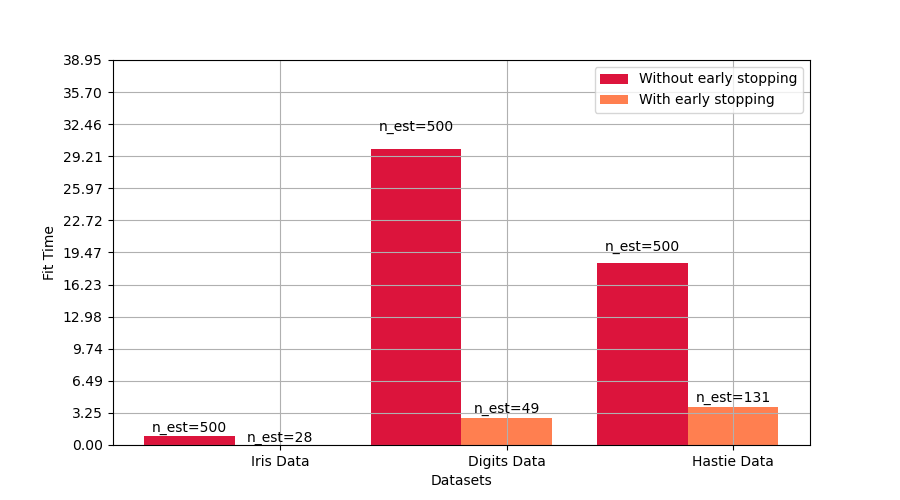 38.95
35.70
32.46
29.21
25.97
22.72
19.47
16.23
12.98
9.74
6.49
3.25
0.00
Fit Time
Without early stopping
With early stopping
n_est=500
n_est=500
n_est=131
n_est=49
n_est=500
n_est=28
Iris Data
Digits Data
Hastie Data
Datasets